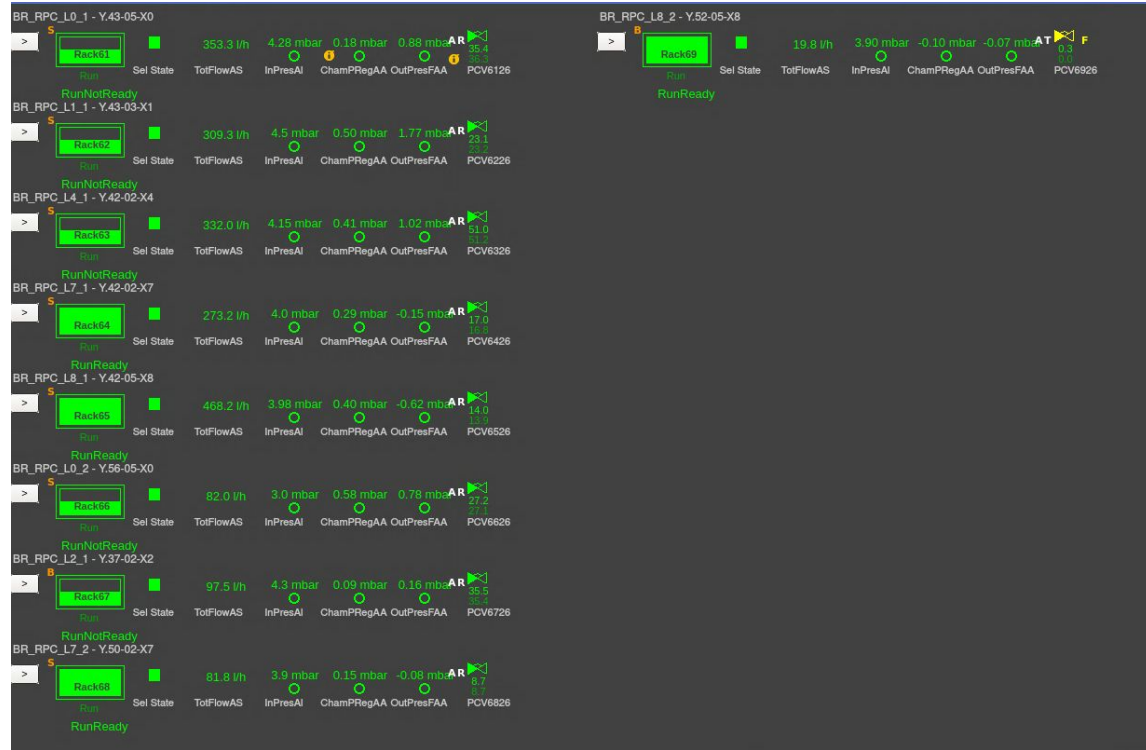 BR_RPC_L0_1 - Y.43-05-X0
S
> Rack61 353.3 l/h 4.28 mbar 0.18 mbar 0.88 mbar AR 35.4
i i 36.3
Run Sel State TotFlowAS InPresAI ChamPRegAA OutPresFAA PCV6126
RunNotReady
BR_RPC_L1_1 - Y.43-03-X1
S
> Rack62 309.3 l/h 4.5 mbar 0.50 mbar 1.77 mbar AR 23.1
23.2
Run Sel State TotFlowAS InPresAI ChamPRegAA OutPresFAA PCV6226
RunNotReady
BR_RPC_L4_1 - Y.42-02-X4
S
> Rack63 332.0 l/h 4.15 mbar 0.41 mbar 1.02 mbar AR 51.0
51.2
Run Sel State TotFlowAS InPresAI ChamPRegAA OutPresFAA PCV6326
RunNotReady
BR_RPC_L7_1 - Y.42-02-X7
S
> Rack64 273.2 l/h 4.0 mbar 0.29 mbar -0.15 mbar AR 17.0
16.8
Run Sel State TotFlowAS InPresAI ChamPRegAA OutPresFAA PCV6426
RunReady
BR_RPC_L8_1 - Y.42-05-X8
S
> Rack65 468.2 l/h 3.98 mbar 0.40 mbar -0.62 mbar AR 14.0
13.9
Run Sel State TotFlowAS InPresAI ChamPRegAA OutPresFAA PCV6526
RunReady
BR_RPC_L0_2 - Y.56-05-X0
S
> Rack66 82.0 l/h 3.0 mbar 0.58 mbar 0.78 mbar AR 27.2
27.1
Run Sel State TotFlowAS InPresAI ChamPRegAA OutPresFAA PCV6626
RunNotReady
BR_RPC_L2_1 - Y.37-02-X2
B
> Rack67 97.5 l/h 4.3 mbar 0.09 mbar 0.16 mbar AR 35.5
35.4
Run Sel State TotFlowAS InPresAI ChamPRegAA OutPresFAA PCV6726
RunNotReady
BR_RPC_L7_2 - Y.50-02-X7
S
> Rack68 81.8 l/h 3.9 mbar 0.15 mbar -0.08 mbar AR 8.7
8.7
Run Sel State TotFlowAS InPresAI ChamPRegAA OutPresFAA PCV6826
RunReady
BR_RPC_L8_2 - Y.52-05-X8
B
> Rack69 19.8 l/h 3.90 mbar -0.10 mbar -0.07 mbar AT F 0.3
0.0
Run Sel State TotFlowAS InPresAI ChamPRegAA OutPresFAA PCV6926
RunReady